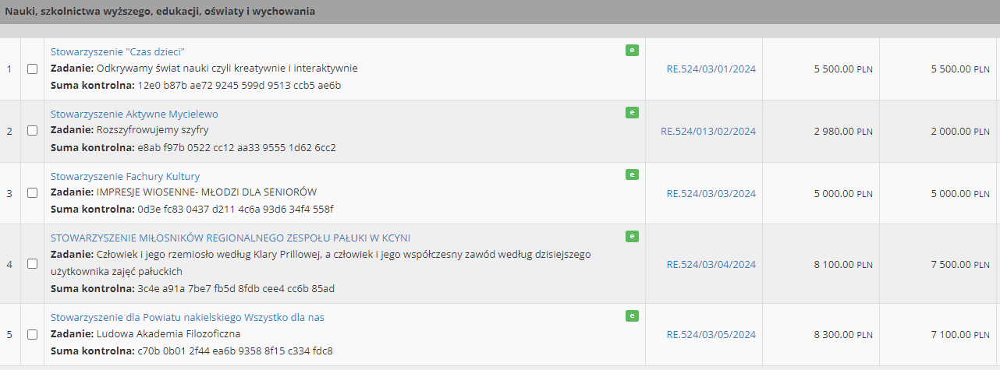 Nauki, szkolnictwa wyższego, edukacji, oświaty i wychowania
1
Stowarzyszenie "Czas dzieci"
e
Zadanie: Odkrywamy świat nauki czyli kreatywnie i interaktywnie
Suma kontrolna: 12e0 b87b ae72 9245 599d 9513 ccb5 ae6b
RE.524/03/01/2024
5 500.00 PLN
5 500.00 PLN
2
Stowarzyszenie Aktywne Mycielewo
e
Zadanie: Rozszyfrowujemy szyfry
Suma kontrolna: e8ab f97b 0522 cc12 aa33 9555 1d62 6cc2
RE.524/013/02/2024
2 980.00 PLN
2 000.00 PLN
3
Stowarzyszenie Fachury Kultury
e
Zadanie: IMPRESJE WIOSENNE- MŁODZI DLA SENIORÓW
Suma kontrolna: 0d3e fc83 0437 d211 4c6a 93d6 34f4 558f
RE.524/03/03/2024
5 000.00 PLN
5 000.00 PLN
4
STOWARZYSZENIE MIŁOSNIKÓW REGIONALNEGO ZESPOŁU PAŁUKI W KCYNI
e
Zadanie: Człowiek i jego rzemiosło według Klary Prillowej, a człowiek i jego współczesny zawód według dzisiejszego
użytkownika zajęć pałuckich
Suma kontrolna: 3c4e a91a 7be7 fb5d 8fdb cee4 cc6b 85ad
RE.524/03/04/2024
8 100.00 PLN
7 500.00 PLN
5
Stowarzyszenie dla Powiatu nakielskiego Wszystko dla nas
e
Zadanie: Ludowa Akademia Filozoficzna
Suma kontrolna: c70b 0b01 2f44 ea6b 9358 8f15 c334 fdc8
RE.524/03/05/2024
8 300.00 PLN
7 100.00 PLN